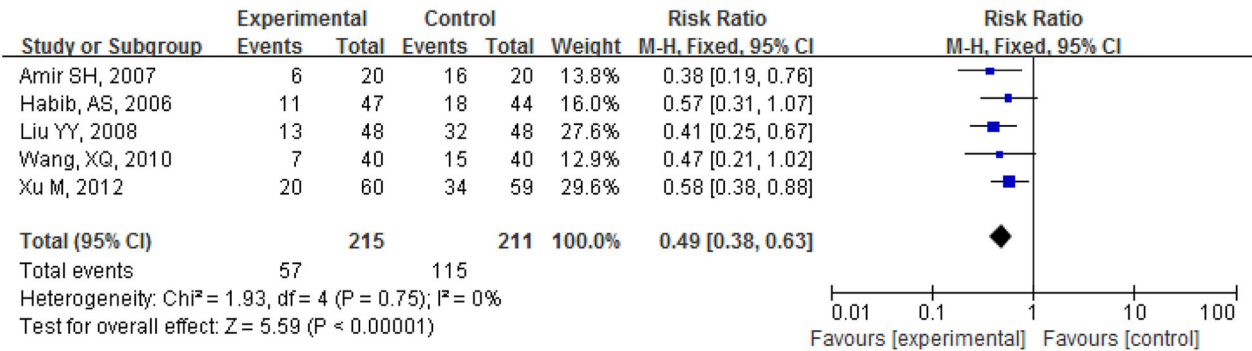 Experimental Control Risk Ratio Risk Ratio
Study or Subgroup Events Total Events Total Weight M-H, Fixed, 95% CI M-H, Fixed, 95% CI
Amir SH, 2007 6 20 16 20 13.8% 0.38 [0.19, 0.76]
Habib, AS, 2006 11 47 18 44 16.0% 0.57 [0.31, 1.07]
Liu YY, 2008 13 48 32 48 27.6% 0.41 [0.25, 0.67]
Wang, XQ, 2010 7 40 15 40 12.9% 0.47 [0.21, 1.02]
Xu M, 2012 20 60 34 59 29.6% 0.58 [0.38, 0.88]
Total (95% CI) 215 211 100.0% 0.49 [0.38, 0.63]
Total events 57 115
Heterogeneity: Chi² = 1.93, df = 4 (P = 0.75); I² = 0%
Test for overall effect: Z = 5.59 (P < 0.00001)
0.01 0.1 1 10 100
Favours [experimental] Favours [control]